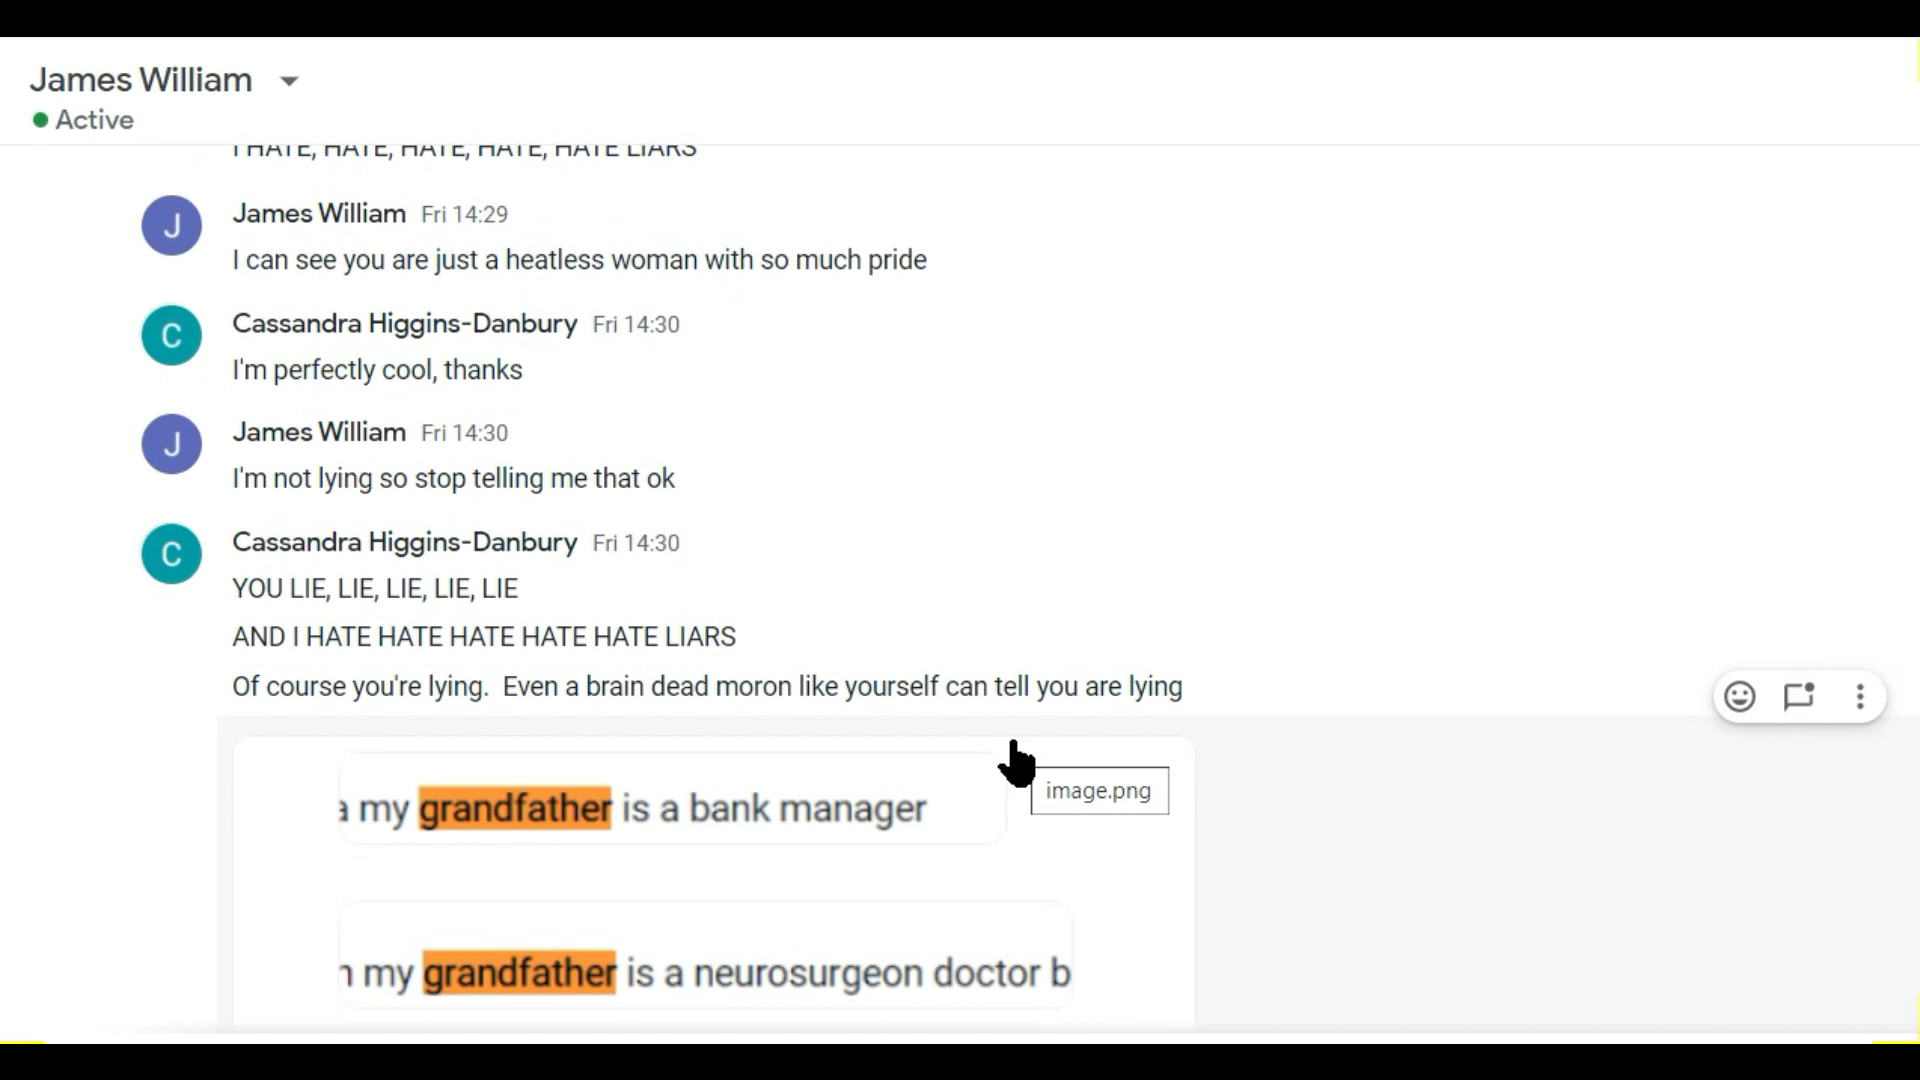 James William
Active
I HATE, HATE, HATE, HATE, HATE LIARS
James William Fri 14:29
I can see you are just a heatless woman with so much pride
Cassandra Higgins-Danbury Fri 14:30
I'm perfectly cool, thanks
James William Fri 14:30
I'm not lying so stop telling me that ok
Cassandra Higgins-Danbury Fri 14:30
YOU LIE, LIE, LIE, LIE, LIE
AND I HATE HATE HATE HATE HATE LIARS
Of course you're lying.  Even a brain dead moron like yourself can tell you are lying
image.png
my grandfather is a bank manager
my grandfather is a neurosurgeon doctor b
J
C
J
C